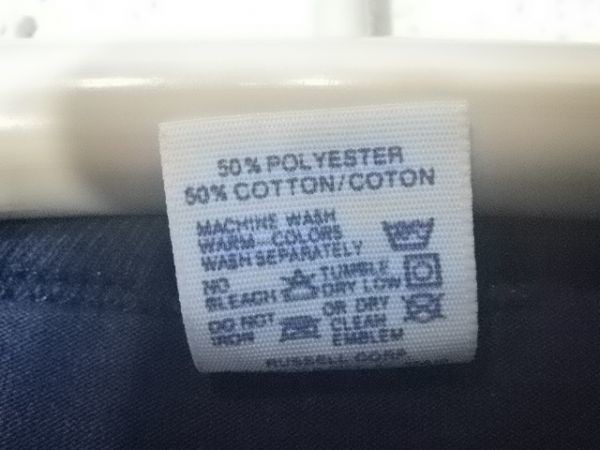 50% POLYESTER
50% COTTON/COTON
MACHINE WASH
WARM-COLORS
WASH SEPARATELY
NO TUMBLE
BLEACH DRY LOW
DO NOT OR DRY
IRON CLEAN
EMBLEM
RUSSELL CORP.